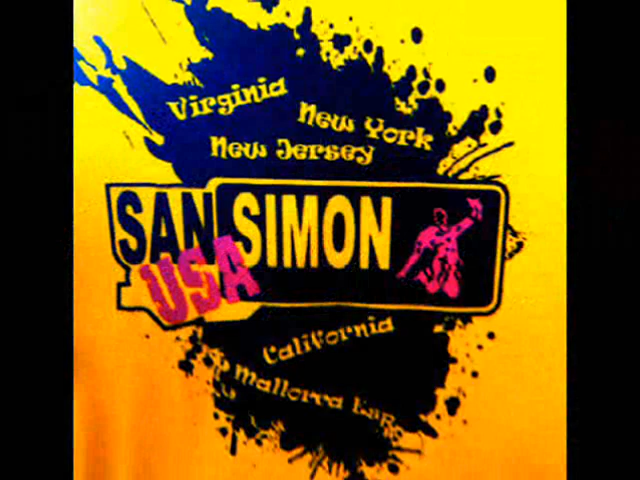 Virginia
New York
New Jersey
SAN SIMON
USA
California
Mallorca